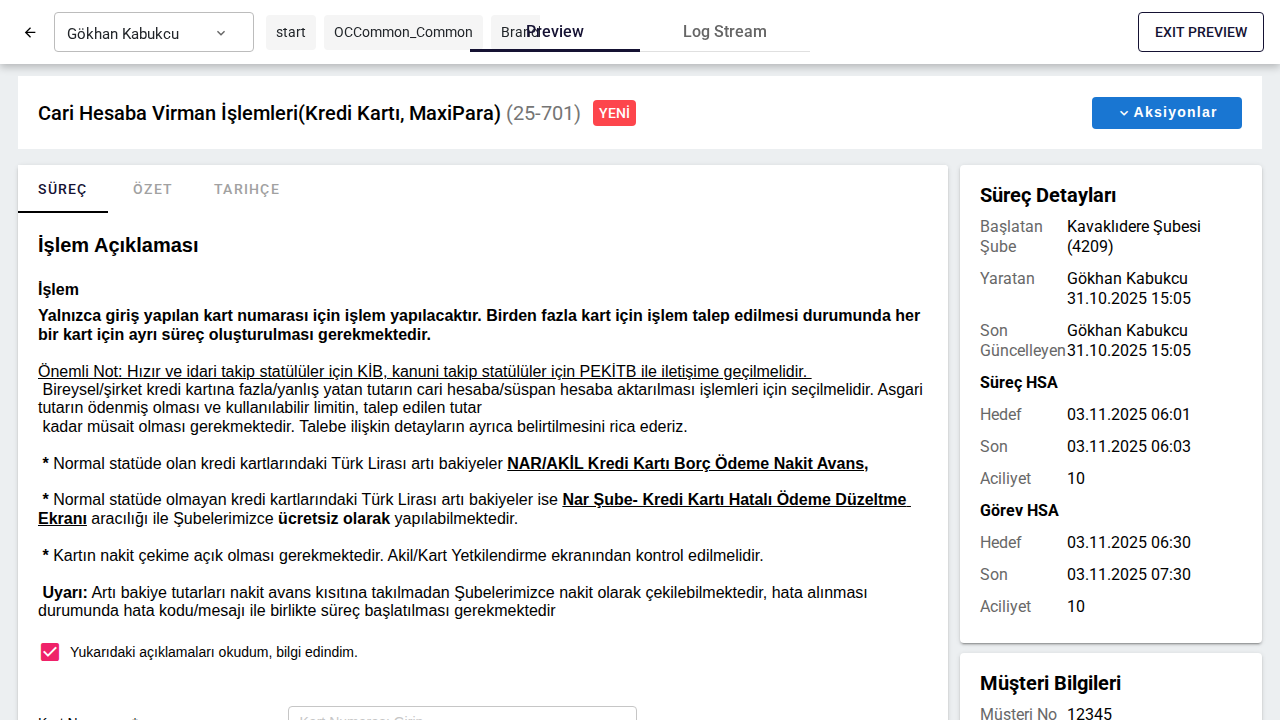 Gökhan Kabukcu
start
OCCommon_Common
Preview
Log Stream
EXIT PREVIEW
Cari Hesaba Virman İşlemleri(Kredi Kartı, MaxiPara) (25-701) YENİ
Aksiyonlar
SÜREÇ
ÖZET
TARIHÇE
İşlem Açıklaması
İşlem
Yalnızca giriş yapılan kart numarası için işlem yapılacaktır. Birden fazla kart için işlem talep edilmesi durumunda her
bir kart için ayrı süreç oluşturulması gerekmektedir.
Önemli Not: Hızır ve idari takip statülüler için KİB, kanuni takip statülüler için PEKİTB ile iletişime geçilmelidir.
Bireysel/şirket kredi kartına fazla/yanlış yatan tutarın cari hesaba/süspan hesaba aktarılması işlemleri için seçilmelidir. Asgari
tutarın ödenmiş olması ve kullanılabilir limitin, talep edilen tutar
kadar müsait olması gerekmektedir. Talebe ilişkin detayların ayrıca belirtilmesini rica ederiz.
* Normal statüde olan kredi kartlarındaki Türk Lirası artı bakiyeler NAR/AKİL Kredi Kartı Borç Ödeme Nakit Avans,
* Normal statüde olmayan kredi kartlarındaki Türk Lirası artı bakiyeler ise Nar Şube- Kredi Kartı Hatalı Ödeme Düzeltme
Ekranı aracılığı ile Şubelerimizce ücretsiz olarak yapılabilmektedir.
* Kartın nakit çekime açık olması gerekmektedir. Akil/Kart Yetkilendirme ekranından kontrol edilmelidir.
Uyarı: Artı bakiye tutarları nakit avans kısıtına takılmadan Şubelerimizce nakit olarak çekilebilmektedir, hata alınması
durumunda hata kodu/mesajı ile birlikte süreç başlatılması gerekmektedir
Yukarıdaki açıklamaları okudum, bilgi edindim.
Süreç Detayları
Başlatan Şube
Kavaklıdere Şubesi
(4209)
Yaratan
Gökhan Kabukcu
31.10.2025 15:05
Son Güncelleyen
Gökhan Kabukcu
31.10.2025 15:05
Süreç HSA
Hedef 03.11.2025 06:01
Son 03.11.2025 06:03
Aciliyet 10
Görev HSA
Hedef 03.11.2025 06:30
Son 03.11.2025 07:30
Aciliyet 10
Müşteri Bilgileri
Müşteri No 12345